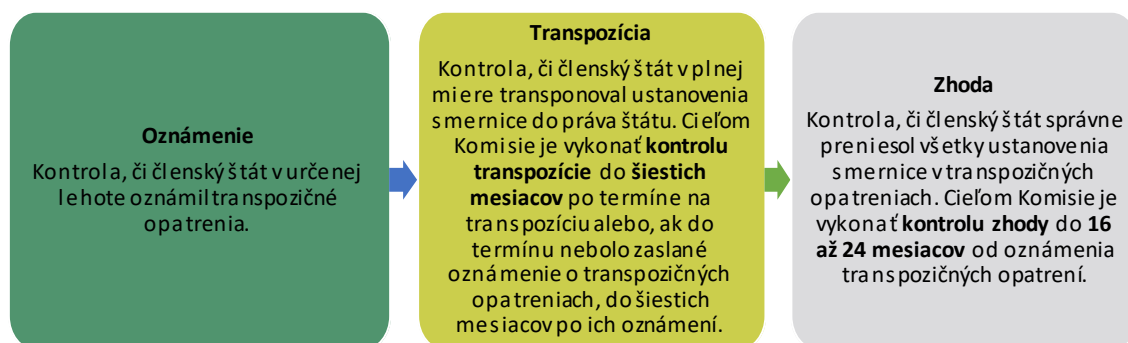 Oznámenie
Kontrola, či členský štát v určenej
lehote oznámil transpozičné
opatrenia.
Transpozícia
Kontrola, či členský štát v plnej
miere transponoval ustanovenia
smernice do práva štátu. Cieľom
Komisie je vykonať kontrolu
transpozície do šiestich
mesiacov po termíne na
transpozíciu alebo, ak do
termínu nebolo zaslané
oznámenie o transpozičných
opatreniach, do šiestich
mesiacov po ich oznámení.
Zhoda
Kontrola, či členský štát správne
preniesol všetky ustanovenia
smernice v transpozičných
opatreniach. Cieľom Komisie je
vykonať kontrolu zhody do 16
až 24 mesiacov od oznámenia
transpozičných opatrení.